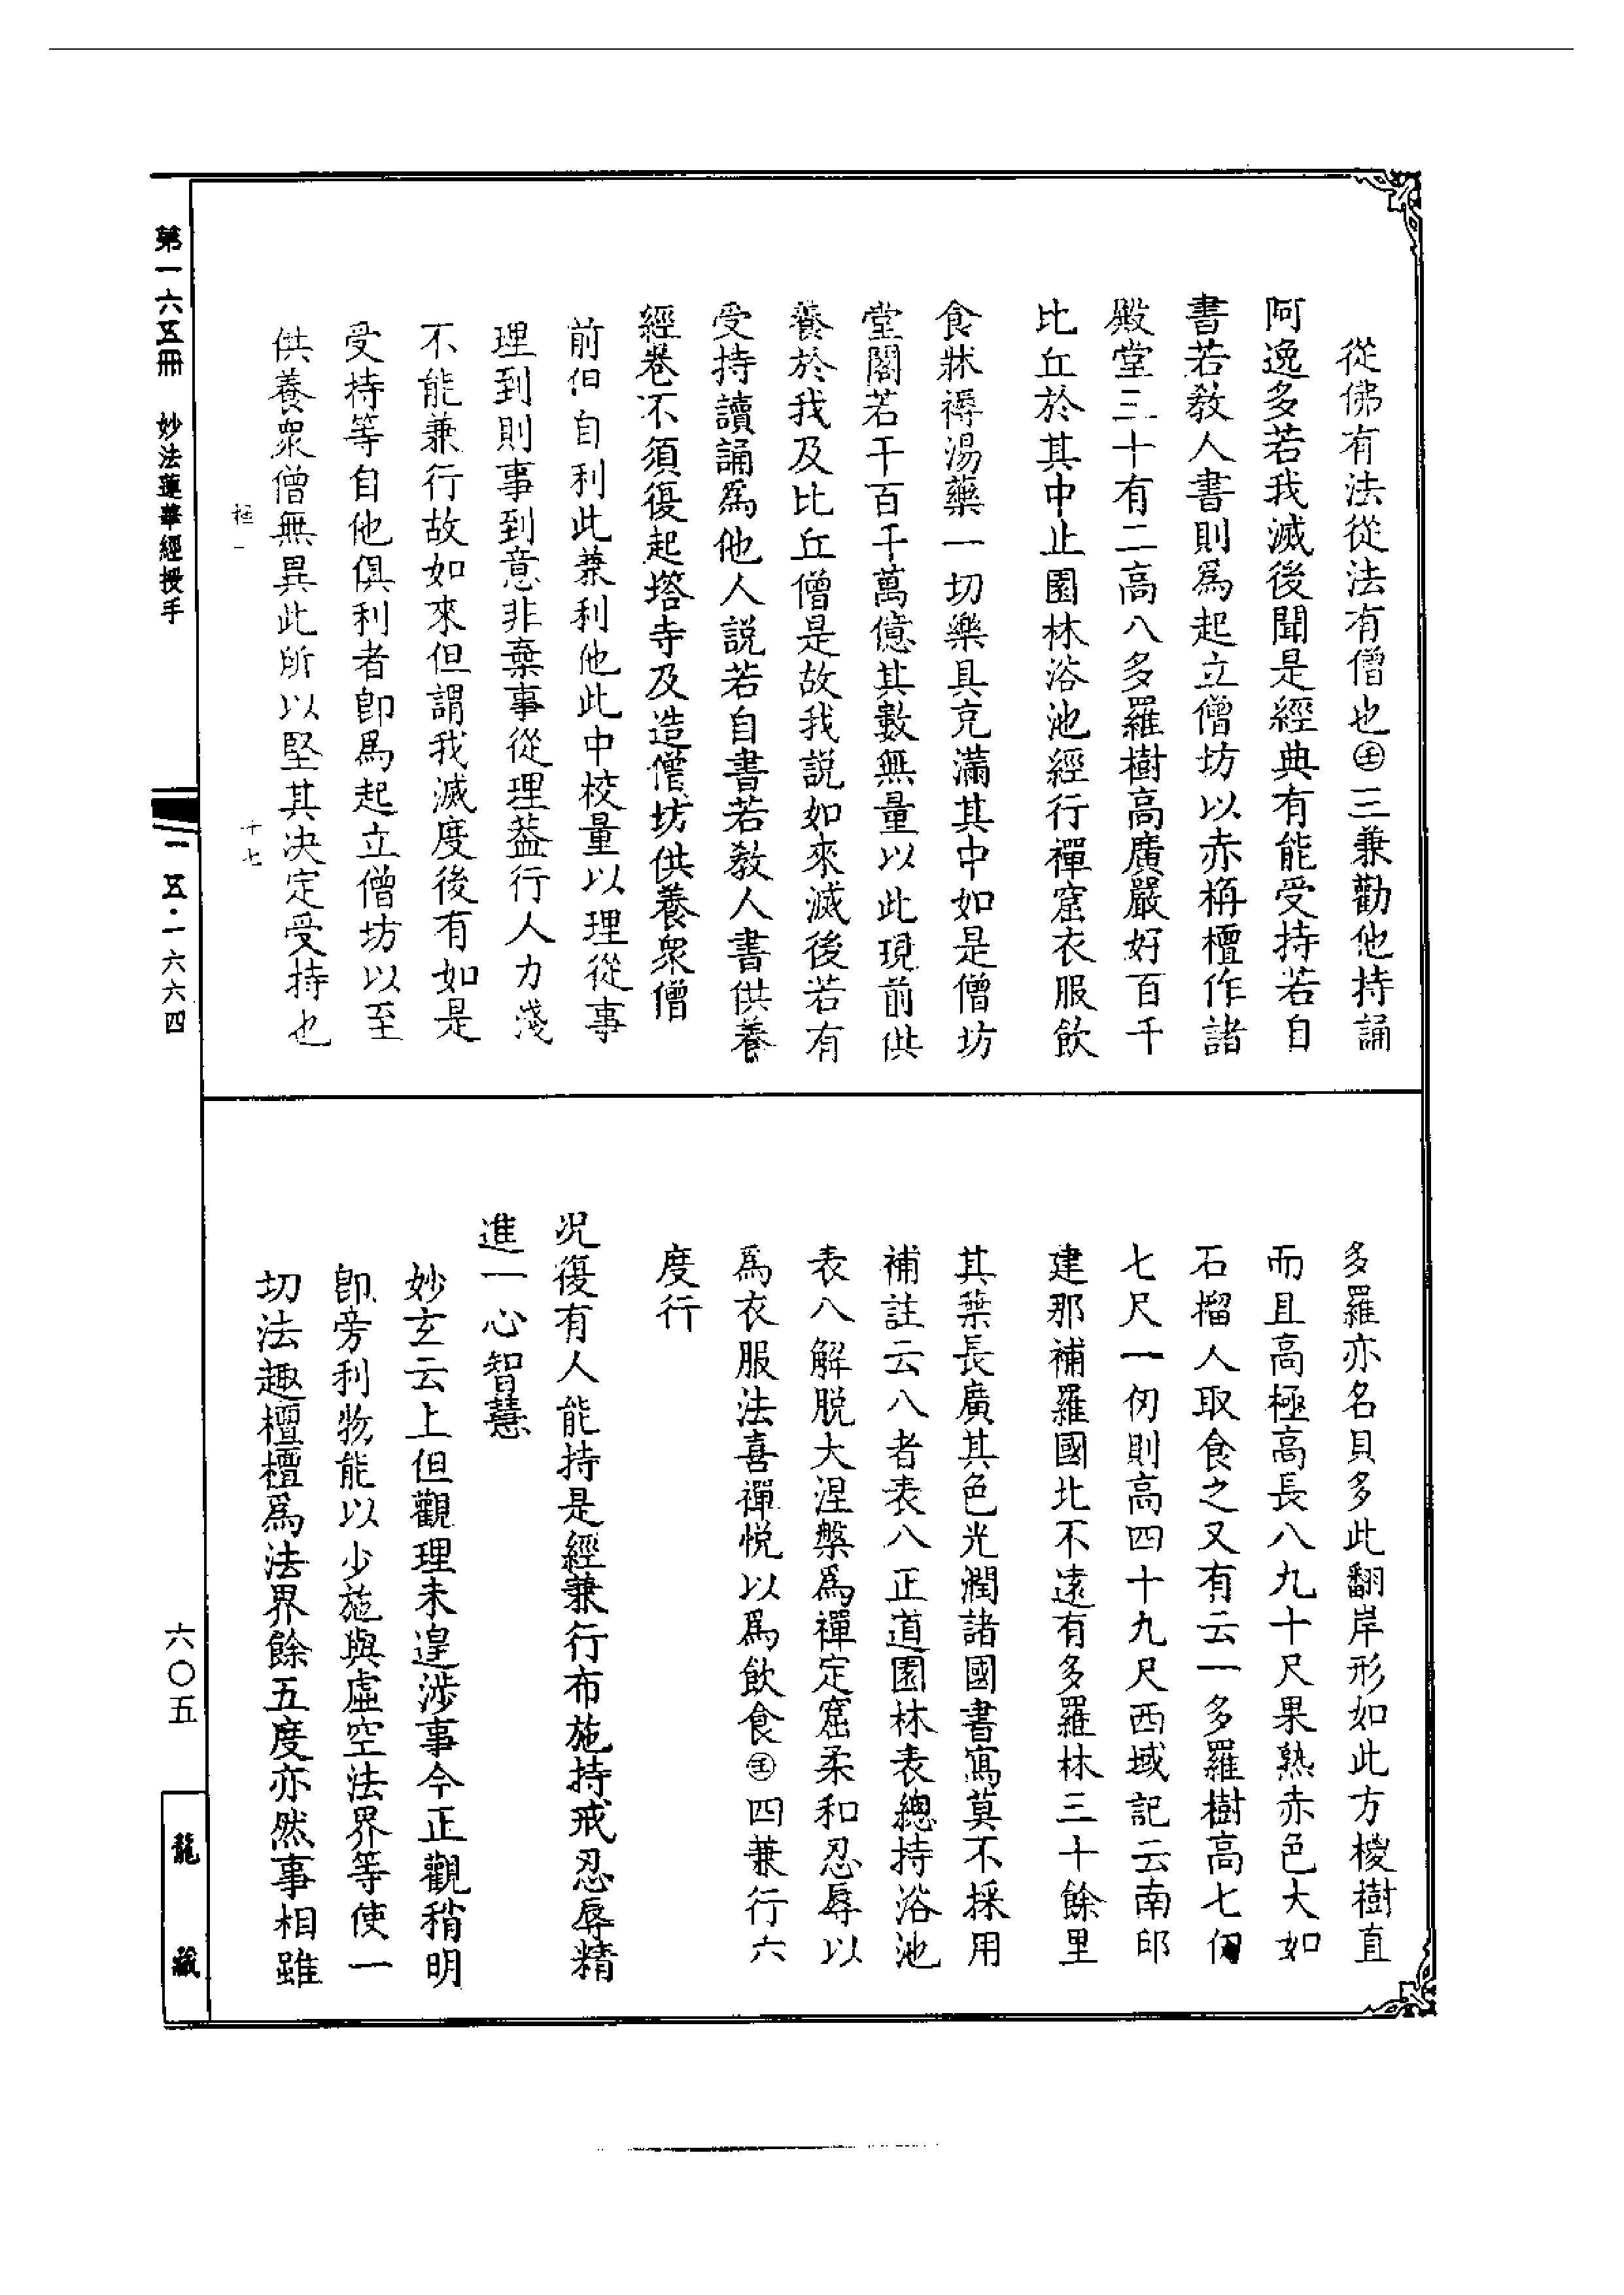 從佛有法從法有僧也㊏三兼勸他持誦
阿逸多若我滅後聞是經典有能受持若自
書若教人書則爲起立僧坊以赤栴檀作諸
殿堂三十有二高八多羅樹高廣嚴好百千
比丘於其中止園林浴池經行禪窟衣服飲
食牀褥湯藥一切樂具充滿其中如是僧坊
堂閣若干百千萬億其數無量以此現前供
養於我及比丘僧是故我說如來滅後若有
受持讀誦爲他人說若自書若教人書供養
經卷不須復起塔寺及造僧坊供養衆僧
前但自利此兼利他此中校量以理從事
理到則事到意非棄事從理葢行人力淺
不能兼行故如來但謂我滅度後有如是
受持等自他俱利者卽爲起立僧坊以至
供養衆僧無異此所以堅其決定受持也
多羅亦名貝多此翻岸形如此方椶樹直
而且高極高長八九十尺果熟赤色大如
石榴人取食之又有云一多羅樹高七仞
七尺一仞則高四十九尺西域記云南印
建那補羅國北不遠有多羅林三十餘里
其葉長廣其色光潤諸國書寫莫不採用
補註云八者表八正道園林表總持浴池
表八解脫大涅槃爲禪定窟柔和忍辱以
爲衣服法喜禪悅以爲飲食㊏四兼行六
度行
況復有人能持是經兼行布施持戒忍辱精
進一心智慧
妙玄云上但觀理未遑涉事今正觀稍明
卽旁利物能以少施與虛空法界等使一
切法趣檀檀爲法界餘五度亦然事相雖
第一六五冊 妙法蓮華經授手
一五·一六六四
十七
六〇五
龍藏